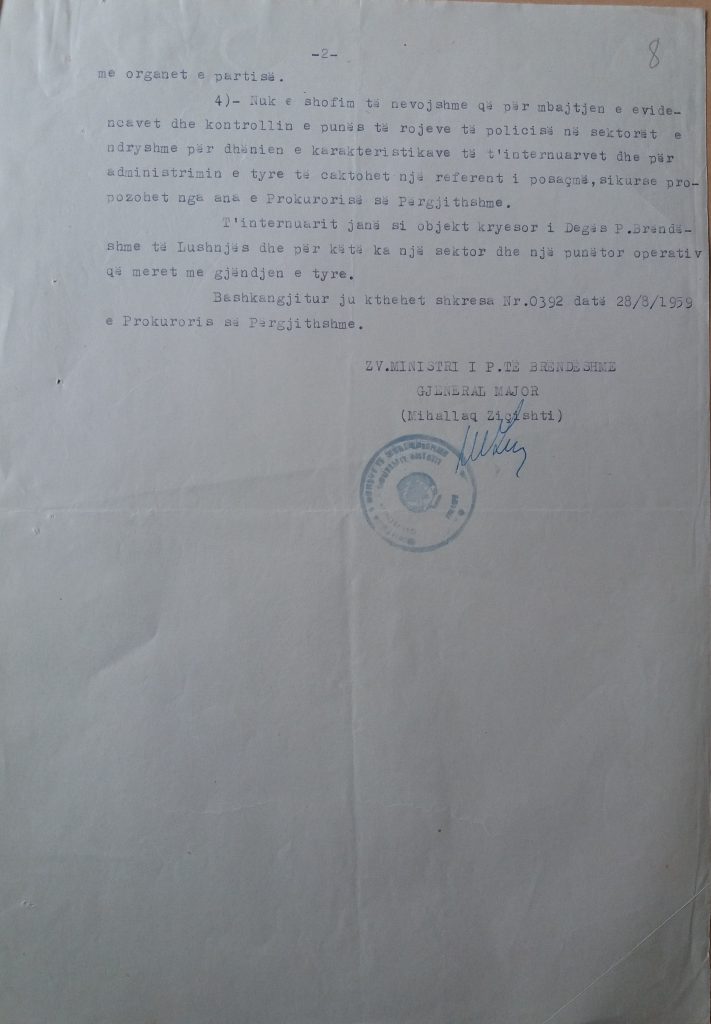 -2-
8
me organet e partisë.
4)- Nuk e shofim të nevojshme që për mbajtjen e evide-
ncavet dhe kontrollin e punës të rojeve të policisë në sektorët e
ndryshme për dhënien e karakteristikave të t'internuarvet dhe për
administrimin e tyre të caktohet një referent i posaçmë,sikurse pro-
pozohet nga ana e Prokurorisë së Përgjithshme.
T'internuarit janë si objekt kryesor i Degës P.Brendë-
shme të Lushnjës dhe për këtë ka një sektor dhe një punëtor operativ
që meret me gjëndjen e tyre.
Bashkangjitur ju kthehet shkresa Nr.0392 datë 28/8/1959
e Prokuroris së Përgjithshme.
ZV.MINISTRI I P.TË BRËNDËSHME
GJENERAL MAJOR
(Mihallaq Ziçishti)